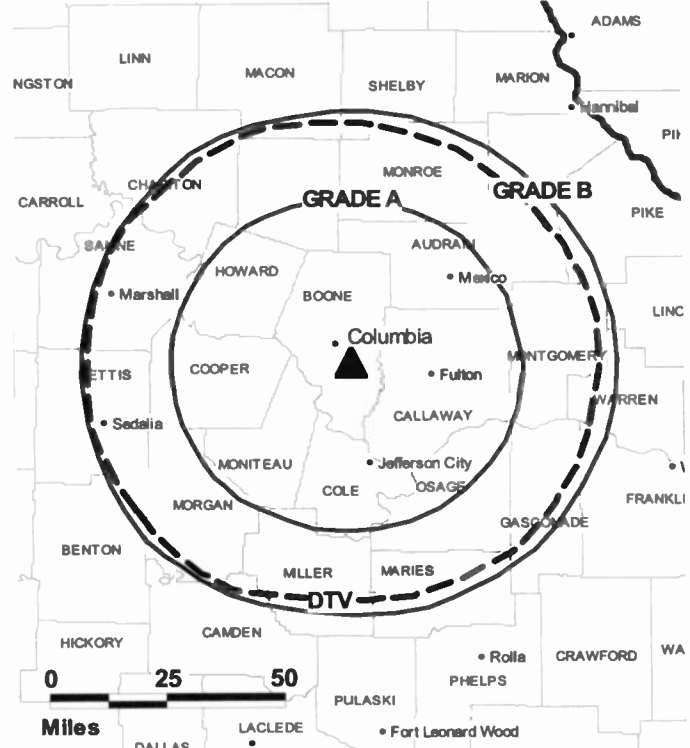 ADAMS
LINN
MACON
NGSTON
SHELBY
MARION
Hannibal
MONROE
CHARITON
GRADE A
GRADE B
CARROLL
PIKE
SALINE
AUDRAIN
HOWARD
Mexico
BOONE
Marshall
LINC
Columbia
MONTGOMERY
COOPER
ETTIS
Fulton
WARREN
CALLAWAY
Sedalia
MONITEAU
Jefferson City
COLE
OSAGE
FRANKLI
MORGAN
GASCONADE
BENTON
MILLER
MARIES
DTV
CAMDEN
HICKORY
Rolla
CRAWFORD
WA
0 25 50
PHELPS
PULASKI
Miles
LACLEDE
Fort Leonard Wood
DALLAS